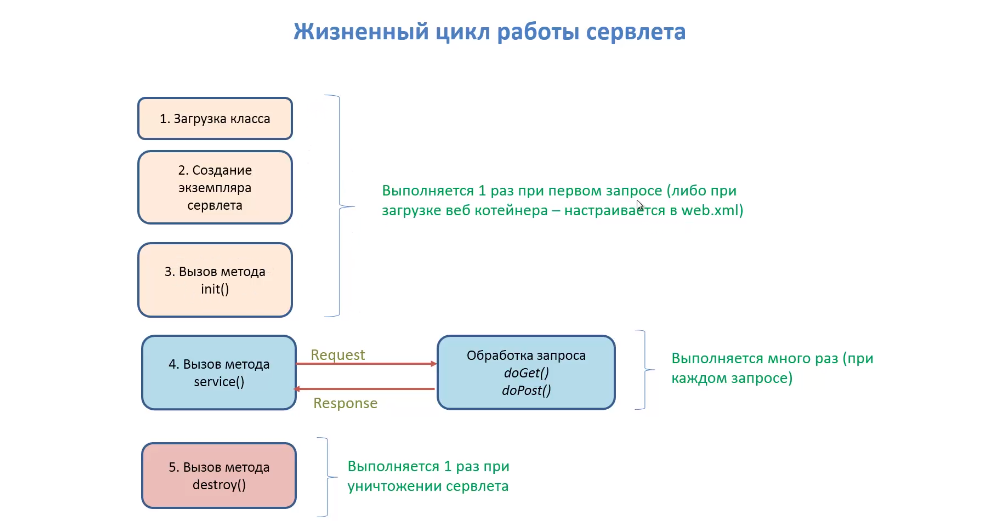 Жизненный цикл работы сервлета
1. Загрузка класса
2. Создание
экземпляра
сервлета
Выполняется 1 раз при первом запросе (либо при
загрузке веб котейнера – настраивается в web.xml)
3. Вызов метода
init()
4. Вызов метода
service()
Request
Response
Обработка запроса
doGet()
doPost()
Выполняется много раз (при
каждом запросе)
5. Вызов метода
destroy()
Выполняется 1 раз при
уничтожении сервлета